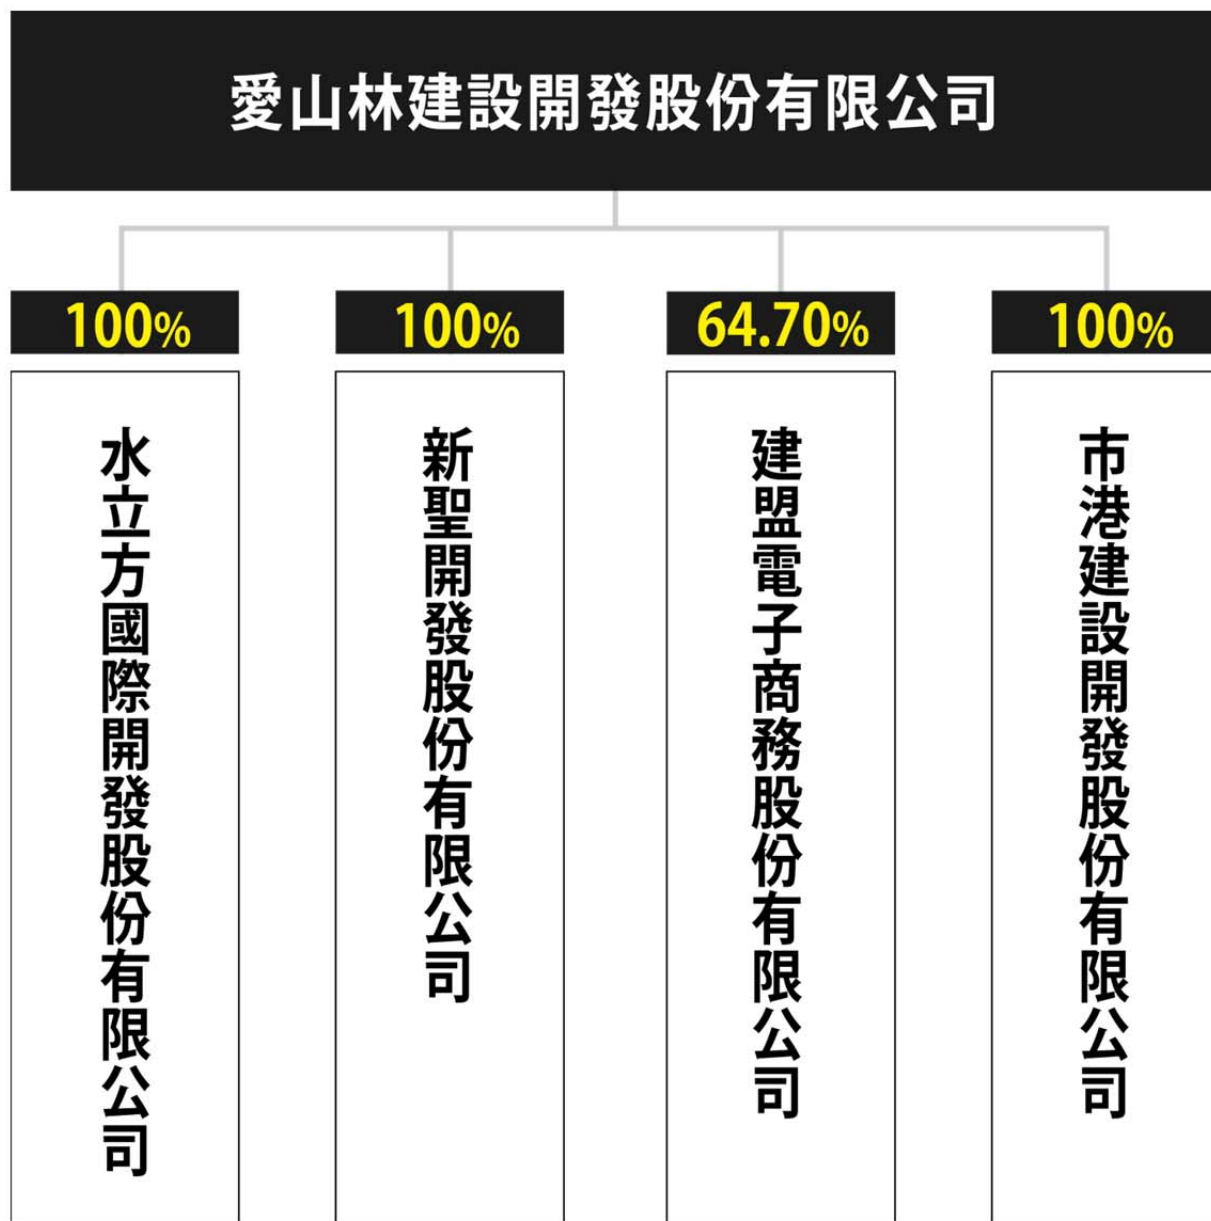 愛山林建設開發股份有限公司
100%
100%
64.70%
100%
水立方國際開發股份有限公司
新聖開發股份有限公司
建盟電子商務股份有限公司
市港建設開發股份有限公司